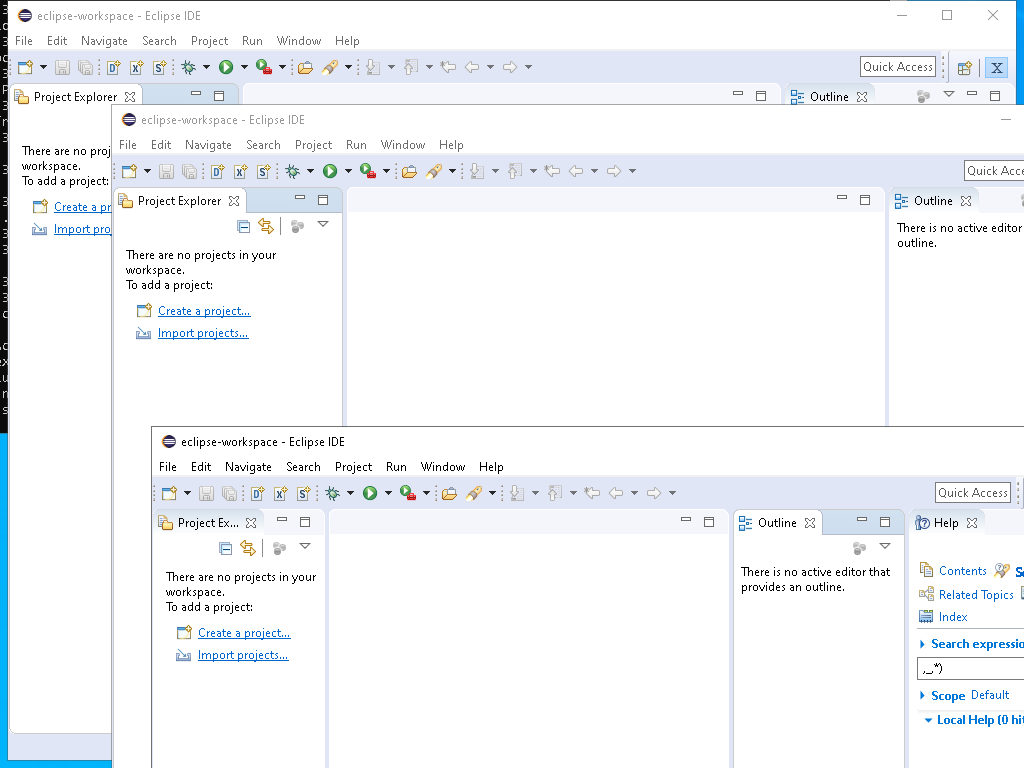 eclipse-workspace - Eclipse IDE
File Edit Navigate Search Project Run Window Help
Quick Access
Project Explorer
Outline
There are no proj
workspace.
To add a project:
Create a pr
Import pro
eclipse-workspace - Eclipse IDE
File Edit Navigate Search Project Run Window Help
Quick Acce
Project Explorer
Outline
There are no projects in your
workspace.
To add a project:
Create a project...
Import projects...
There is no active editor
outline.
eclipse-workspace - Eclipse IDE
File Edit Navigate Search Project Run Window Help
Quick Access
Project Ex...
Outline
Help
There are no projects in your
workspace.
To add a project:
Create a project...
Import projects...
There is no active editor that
provides an outline.
Contents
Related Topics
Index
Search expressio
,_*)
Scope Default
Local Help (0 hit